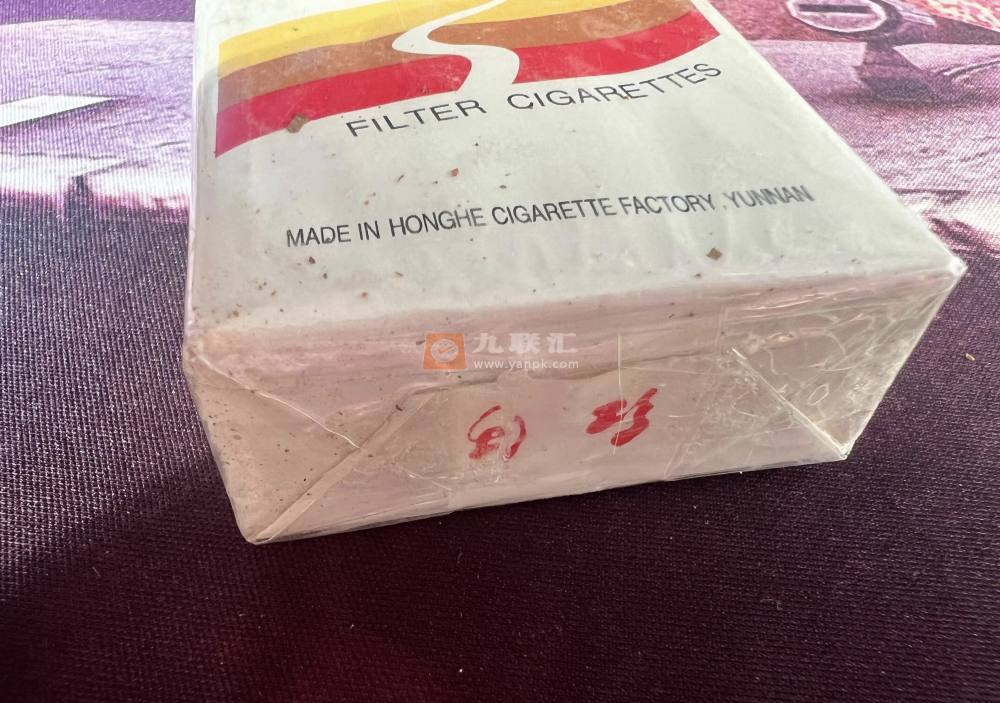 FILTER CIGARETTES
MADE IN HONGHE CIGARETTE FACTORY , YUNNAN
九联汇
www.yanpk.com